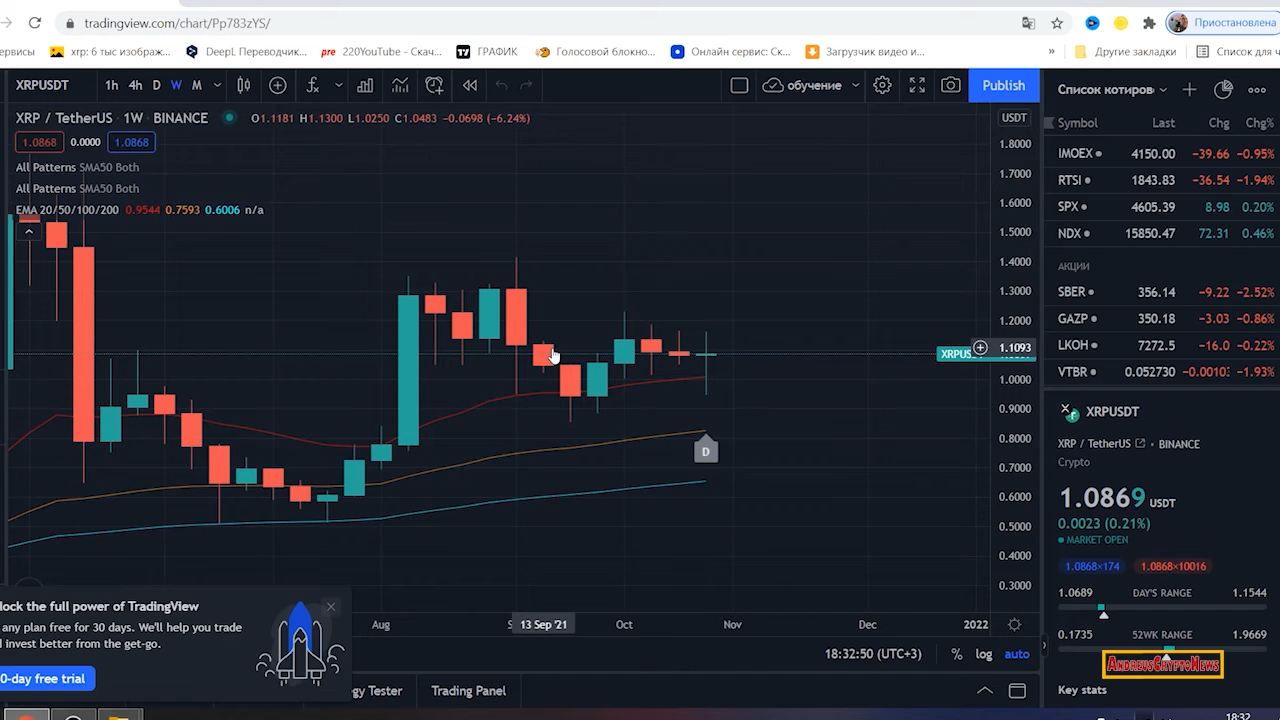 tradingview.com/chart/Pp783zYS/
Приостановлена
ервисы
xrp: 6 тыс изображ...
DeepL Переводчик...
pre 220YouTube - Скач...
ГРАФИК
Голосовой блокно...
Онлайн сервис: Ск...
Загрузчик видео и...
»
Другие закладки
Список для ч
XRPUSDT
1h 4h D W M
обучение
Publish
Список котиров
XRP / TetherUS · 1W · BINANCE
O1.1181 H1.1300 L1.0250 C1.0483 -0.0698 (-6.24%)
USDT
Symbol Last Chg Chg%
1.0868 0.0000 1.0868
All Patterns SMA50 Both
All Patterns SMA50 Both
EMA 20/50/100/200 0.9544 0.7593 0.6006 n/a
1.8000
1.7000
1.6000
1.5000
1.4000
1.3000
1.2000
XRPUS
1.1093
1.0000
0.9000
0.8000
0.7000
0.6000
0.5000
0.4000
0.3000
D
IMOEX 4150.00 −39.66 −0.95%
RTSI 1843.83 −36.54 −1.94%
SPX 4605.39 8.98 0.20%
NDX 15850.47 72.31 0.46%
АКЦИИ
SBER 356.14 −9.22 −2.52%
GAZP 350.18 −3.03 −0.86%
LKOH 7272.5 −16.0 −0.22%
VTBR 0.052730 −0.00103 −1.93%
XRPUSDT
XRP / TetherUS · BINANCE
Crypto
1.0869 USDT
0.0023 (0.21%)
MARKET OPEN
1.0868×174 1.0868×10016
1.0689 DAY'S RANGE 1.1544
0.1735 52WK RANGE 1.9669
AndreusCryptoNews
Key stats
lock the full power of TradingView
any plan free for 30 days. We'll help you trade
invest better from the get-go.
0-day free trial
Aug
13 Sep '21
Oct
Nov
Dec
2022
18:32:50 (UTC+3)
% log auto
gy Tester
Trading Panel
18:32